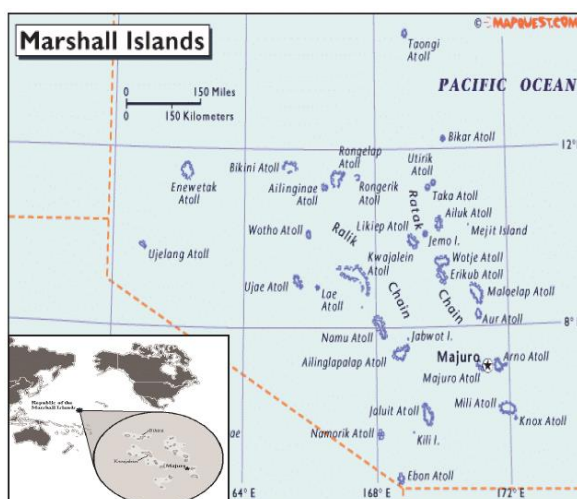 © MAPQUEST.COM
Marshall Islands
Taongi
Atoll
0 150 Miles
0 150 Kilometers
PACIFIC OCEAN
Bikar Atoll
12°
Bikini Atoll
Rongelap
Atoll
Utirik
Atoll
Enewetak
Atoll
Ailinginae
Atoll
Rongerik
Atoll
Taka Atoll
Ratak
Ailuk Atoll
Wotho Atoll
Ralik
Likiep Atoll
Mejit Island
Jemo I.
Ujelang Atoll
Kwajalein
Atoll
Wotje Atoll
Erikub Atoll
Ujae Atoll
Lae
Atoll
Chain
Chain
Maloelap Atoll
Aur Atoll
8°
Namu Atoll
Jabwot I.
Ailinglapalap Atoll
Majuro
Arno Atoll
Majuro Atoll
Republic of the
Marshall Islands
Jaluit Atoll
Mili Atoll
Knox Atoll
Namorik Atoll
Kili I.
Majuro
Ebon Atoll
164° E
168° E
172° E